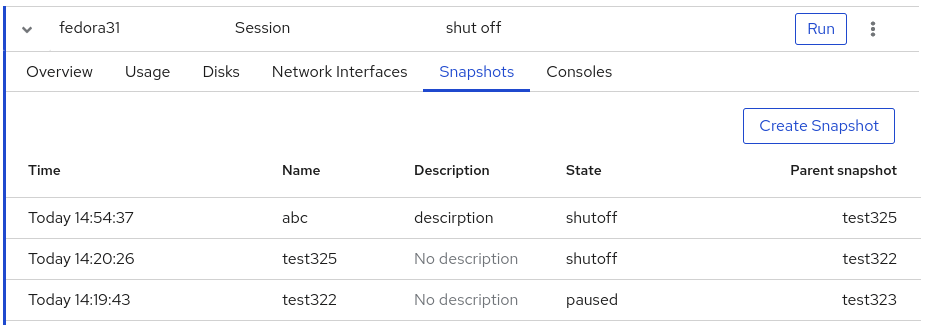 fedora31 Session shut off Run
Overview Usage Disks Network Interfaces Snapshots Consoles
Create Snapshot
Time Name Description State Parent snapshot
Today 14:54:37 abc descirption shutoff test325
Today 14:20:26 test325 No description shutoff test322
Today 14:19:43 test322 No description paused test323